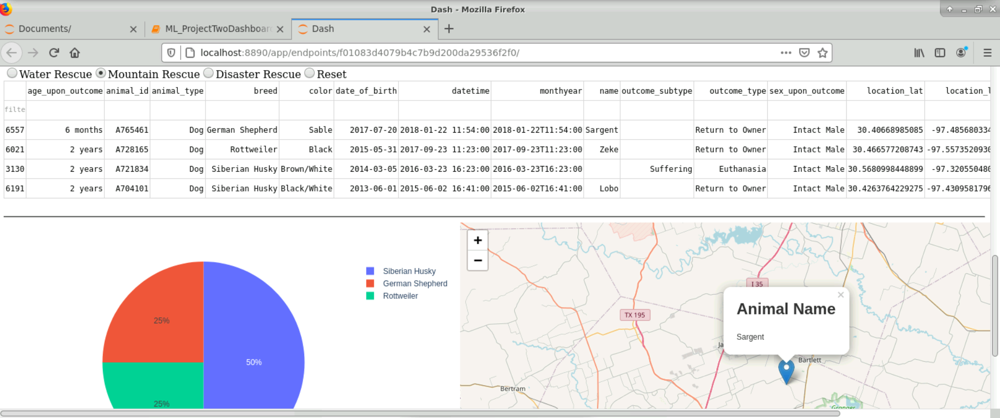 Dash - Mozilla Firefox
Documents/
ML_ProjectTwoDashboar
Dash
localhost:8890/app/endpoints/f01083d4079b4c7b9d200da29536f2f0/
Water Rescue Mountain Rescue Disaster Rescue Reset
age_upon_outcome animal_id animal_type breed color date_of_birth datetime monthyear name outcome_subtype outcome_type sex_upon_outcome location_lat location_l
filte
6557 6 months A765461 Dog German Shepherd Sable 2017-07-20 2018-01-22 11:54:00 2018-01-22T11:54:00 Sargent Return to Owner Intact Male 30.40668985085 -97.485680334
6021 2 years A728165 Dog Rottweiler Black 2015-05-31 2017-09-23 11:23:00 2017-09-23T11:23:00 Zeke Return to Owner Intact Male 30.466577208743 -97.5573520930
3130 2 years A721834 Dog Siberian Husky Brown/White 2014-03-05 2016-03-23 16:23:00 2016-03-23T16:23:00 Suffering Euthanasia Intact Male 30.5680998448899 -97.320550480
6191 2 years A704101 Dog Siberian Husky Black/White 2013-06-01 2015-06-02 16:41:00 2015-06-02T16:41:00 Lobo Return to Owner Intact Male 30.4263764229275 -97.4309581796
Siberian Husky
German Shepherd
Rottweiler
25%
50%
25%
+
−
I 35
TX 195
Animal Name
Sargent
Ja
Bartlett
Bertram
Granger